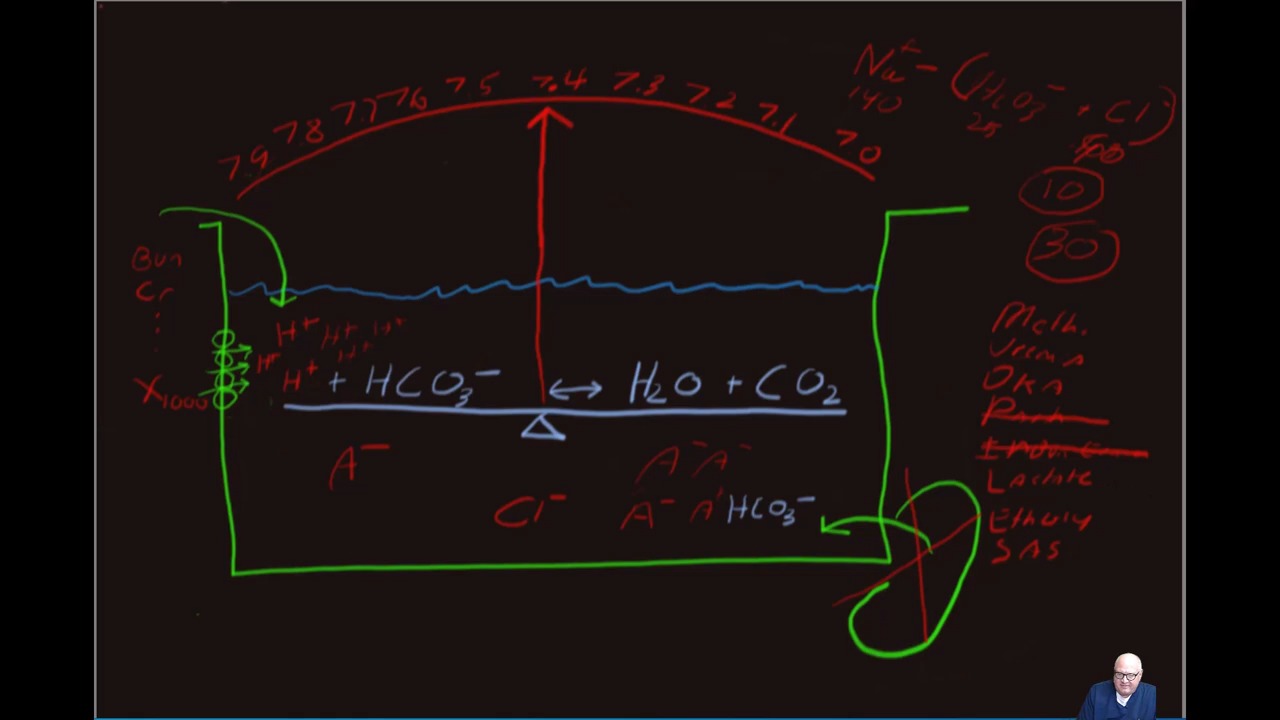 7.9 7.8 7.7 7.6 7.5 7.4 7.3 7.2 7.1 7.0
Na⁺ – (HCO₃⁻ + Cl⁻)
140 25
10
30
Bun
Cr
X₁₀₀₀
H⁺ H⁺ H⁺
H⁺ H⁺
H⁺ + HCO₃⁻ ↔ H₂O + CO₂
A⁻ A⁻ A⁻
Cl⁻ A⁻ A⁻ HCO₃⁻
Meth.
Uremia
DKA
Lactate
SAS